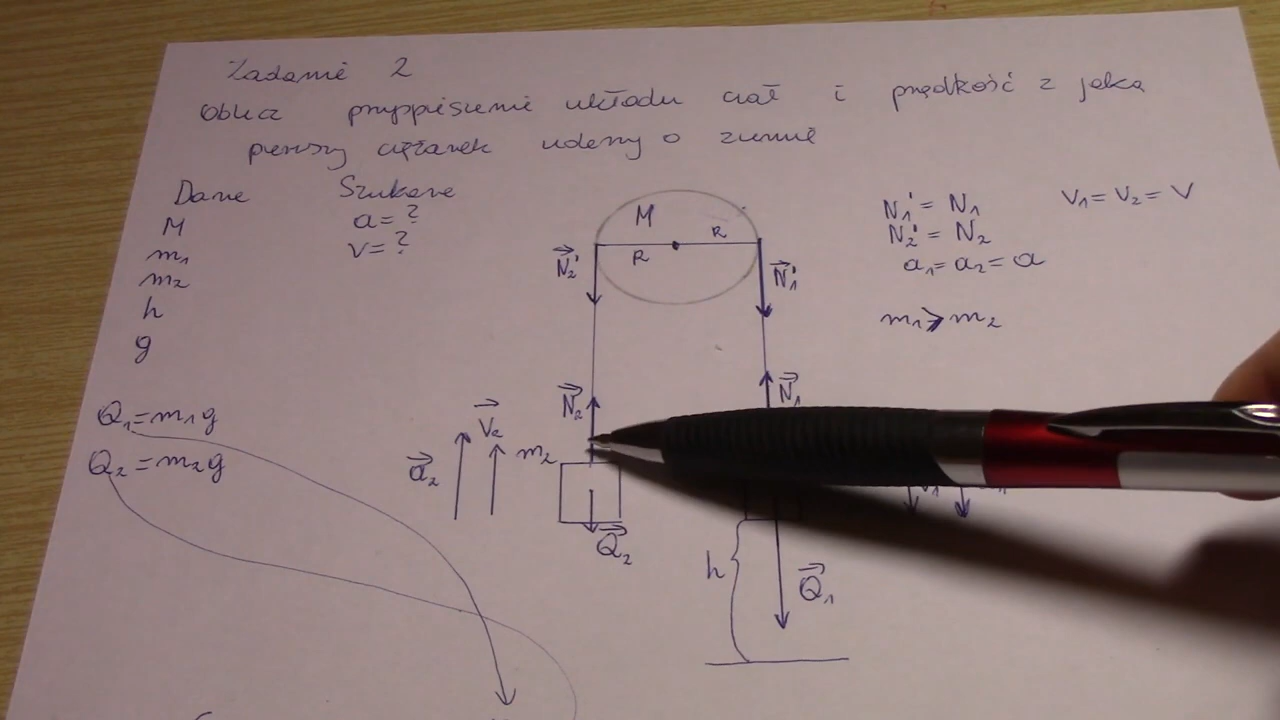 Zadanie 2
Oblicz przyppieszenie układu ciał i prędkość z jaką
pierwszy ciężarek uderzy o ziemię
Dane Szukane
M a = ?
m₁ v = ?
m₂
h
g
Q₁ = m₁g
Q₂ = m₂g
M
R
R
N₂'
N₁'
N₁' = N₁ V₁ = V₂ = V
N₂' = N₂
a₁ = a₂ = a
m₁ > m₂
N₂
N₁
a₂ V₂ m₂
Q₂
h
Q₁